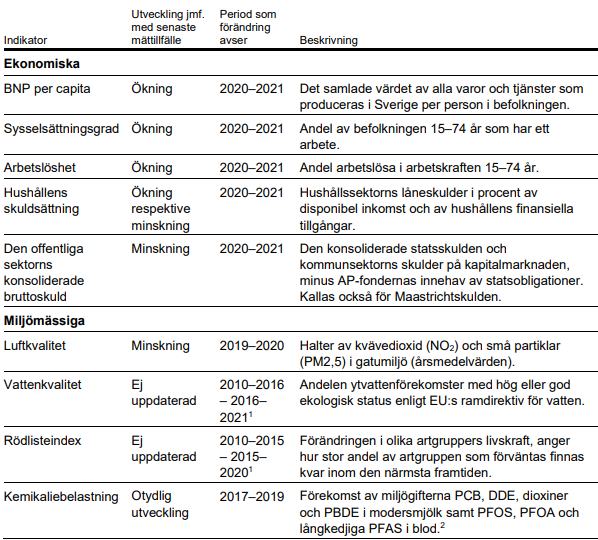 Indikator
Utveckling jmf.
med senaste
mättillfälle
Period som
förändring
avser
Beskrivning
Ekonomiska
BNP per capita
Ökning
2020–2021
Det samlade värdet av alla varor och tjänster som
produceras i Sverige per person i befolkningen.
Sysselsättningsgrad
Ökning
2020–2021
Andel av befolkningen 15–74 år som har ett
arbete.
Arbetslöshet
Ökning
2020–2021
Andel arbetslösa i arbetskraften 15–74 år.
Hushållens
skuldsättning
Ökning
respektive
minskning
2020–2021
Hushållssektorns låneskulder i procent av
disponibel inkomst och av hushållens finansiella
tillgångar.
Den offentliga
sektorns
konsoliderade
bruttoskuld
Minskning
2020–2021
Den konsoliderade statsskulden och
kommunsektorns skulder på kapitalmarknaden,
minus AP-fondernas innehav av statsobligationer.
Kallas också för Maastrichtskulden.
Miljömässiga
Luftkvalitet
Minskning
2019–2020
Halter av kvävedioxid (NO₂) och små partiklar
(PM2,5) i gatumiljö (årsmedelvärden).
Vattenkvalitet
Ej
uppdaterad
2010–2016
– 2016–
2021¹
Andelen ytvattenförekomster med hög eller god
ekologisk status enligt EU:s ramdirektiv för vatten.
Rödlisteindex
Ej
uppdaterad
2010–2015
– 2015–
2020¹
Förändringen i olika artgruppers livskraft, anger
hur stor andel av artgruppen som förväntas finnas
kvar inom den närmsta framtiden.
Kemikaliebelastning
Otydlig
utveckling
2017–2019
Förekomst av miljögifterna PCB, DDE, dioxiner
och PBDE i modersmjölk samt PFOS, PFOA och
långkedjiga PFAS i blod.²